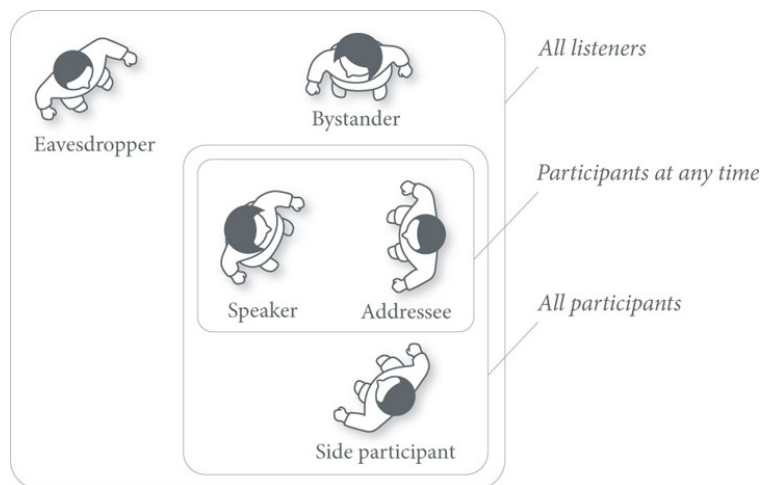 All listeners
Bystander
Eavesdropper
Participants at any time
Speaker
Addressee
All participants
Side participant